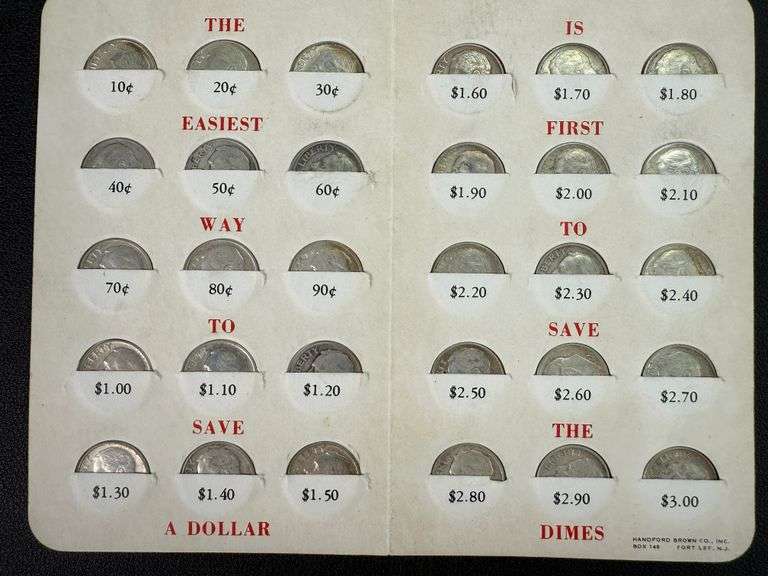 THE
10¢ 20¢ 30¢
EASIEST
40¢ 50¢ 60¢
WAY
70¢ 80¢ 90¢
TO
$1.00 $1.10 $1.20
SAVE
$1.30 $1.40 $1.50
A DOLLAR
IS
$1.60 $1.70 $1.80
FIRST
$1.90 $2.00 $2.10
TO
$2.20 $2.30 $2.40
SAVE
$2.50 $2.60 $2.70
THE
$2.80 $2.90 $3.00
DIMES
HANDFORD BROWN CO., INC.
BOX 148 FORT LEE, N.J.